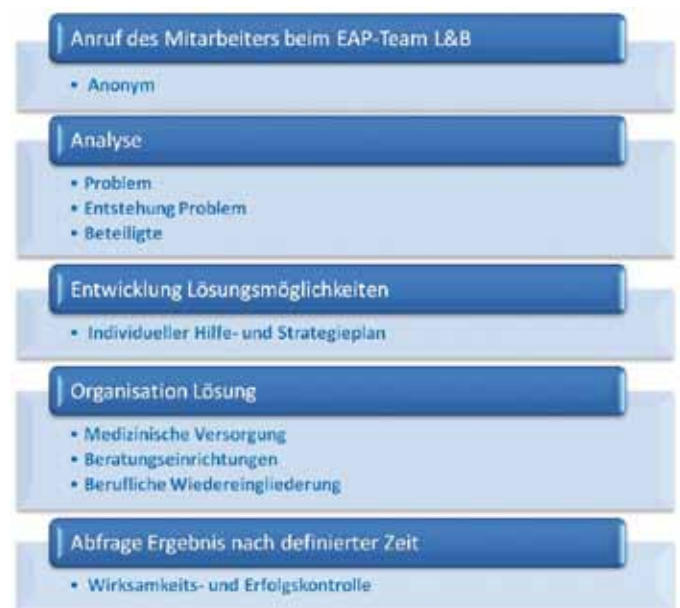 Anruf des Mitarbeiters beim EAP-Team L&B
• Anonym
Analyse
• Problem
• Entstehung Problem
• Beteiligte
Entwicklung Lösungsmöglichkeiten
• Individueller Hilfe- und Strategieplan
Organisation Lösung
• Medizinische Versorgung
• Beratungseinrichtungen
• Berufliche Wiedereingliederung
Abfrage Ergebnis nach definierter Zeit
• Wirksamkeits- und Erfolgskontrolle